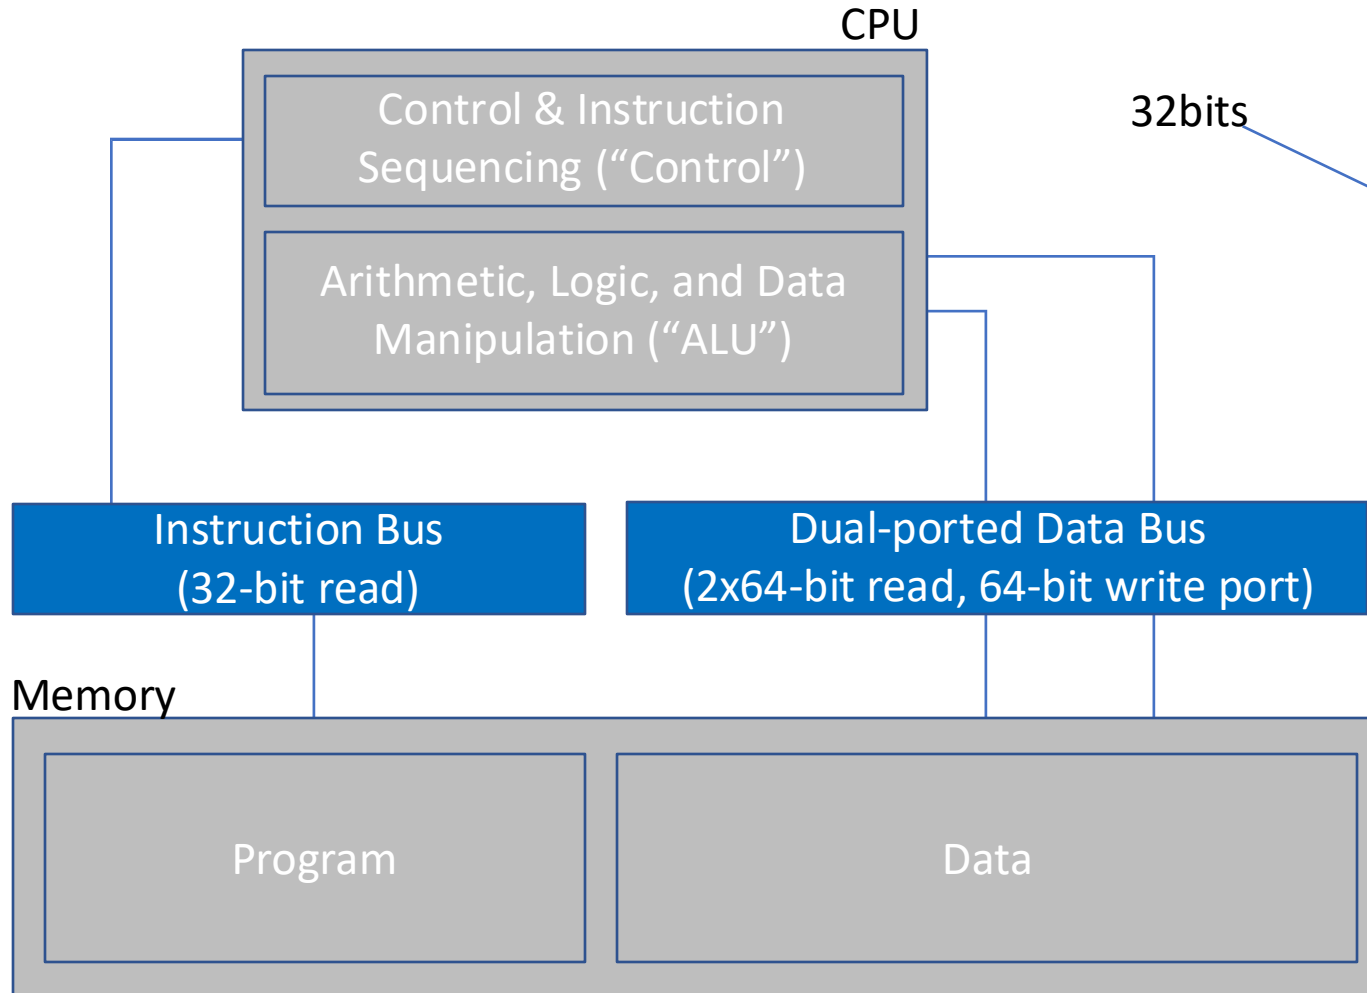 CPU
Control & Instruction
Sequencing (“Control”)
32bits
Arithmetic, Logic, and Data
Manipulation (“ALU”)
Instruction Bus
(32-bit read)
Dual-ported Data Bus
(2x64-bit read, 64-bit write port)
Memory
Program
Data